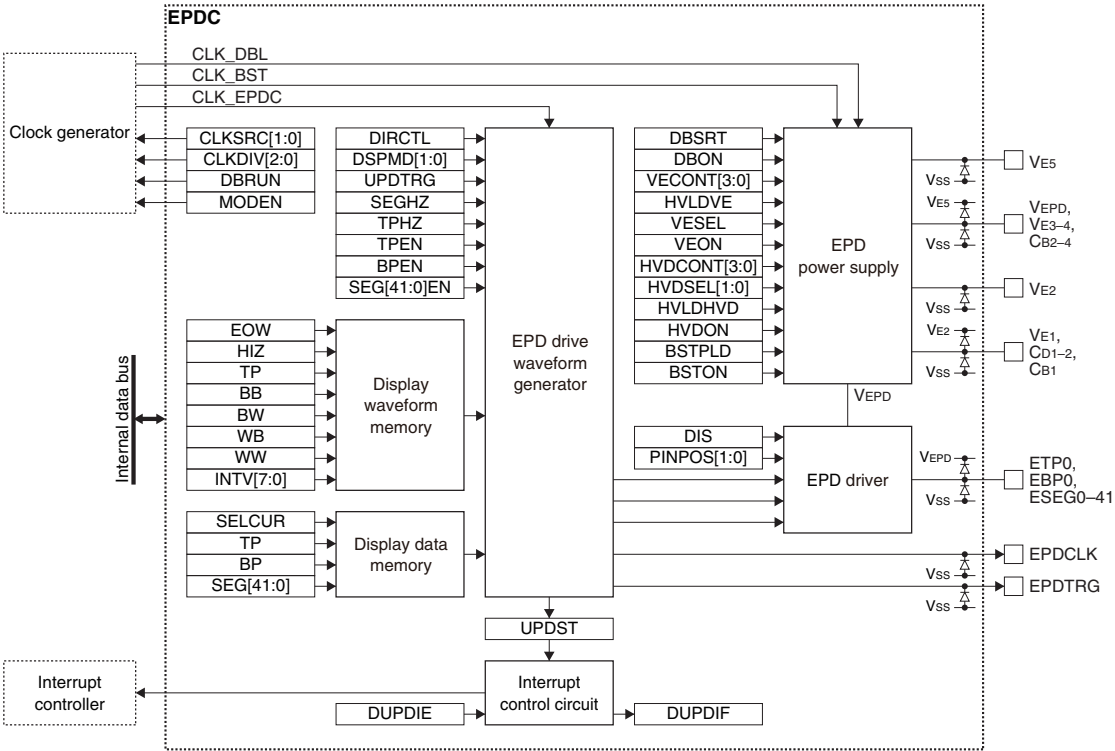 EPDC
CLK_DBL
CLK_BST
CLK_EPDC
Clock generator
CLKSRC[1:0]
CLKDIV[2:0]
DBRUN
MODEN
DIRCTL
DSPMD[1:0]
UPDTRG
SEGHZ
TPHZ
TPEN
BPEN
SEG[41:0]EN
EPD drive
waveform
generator
DBSRT
DBON
VECONT[3:0]
HVLDVE
VESEL
VEON
HVDCONT[3:0]
HVDSEL[1:0]
HVLDHVD
HVDON
BSTPLD
BSTON
EPD
power supply
VE5
VSS
VE5
VSS
VEPD,
VE3–4,
CB2–4
VE2
VSS
VE2
VSS
VE1,
CD1–2,
CB1
VEPD
Internal data bus
EOW
HIZ
TP
BB
BW
WB
WW
INTV[7:0]
Display
waveform
memory
SELCUR
TP
BP
SEG[41:0]
Display data
memory
DIS
PINPOS[1:0]
EPD driver
VEPD
VSS
ETP0,
EBP0,
ESEG0–41
EPDCLK
VSS
EPDTRG
VSS
UPDST
Interrupt
controller
Interrupt
control circuit
DUPDIE
DUPDIF